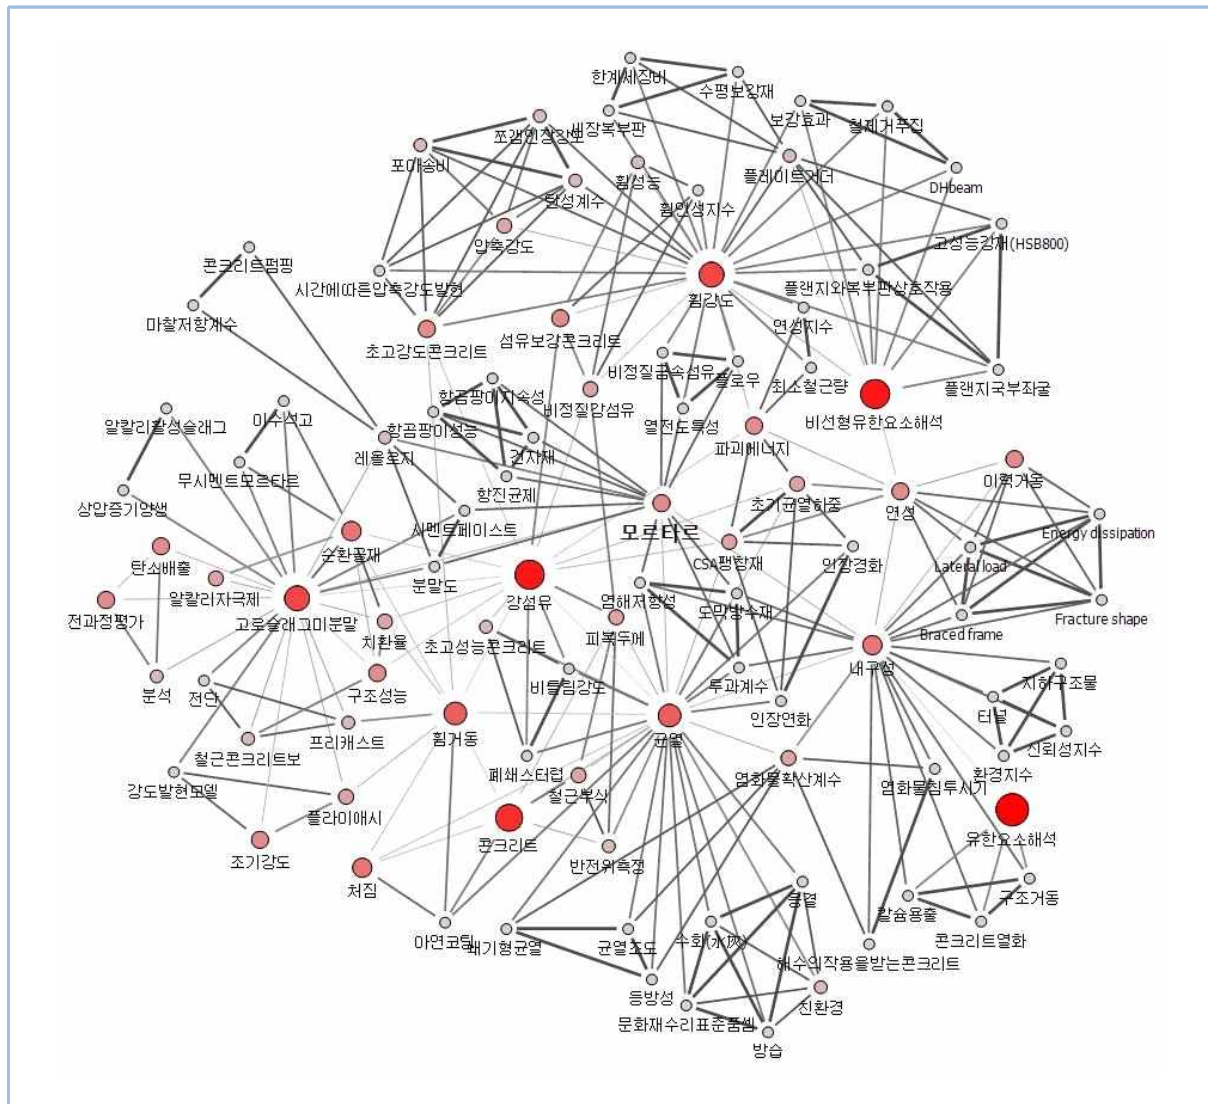 한계세장비
수평보강재
세장복부판
보강효과
철제거푸집
쪼갬인장강도
포아송비
휨성능
플레이트거더
DHbeam
탄성계수
휨인성지수
압축강도
고성능강재(HSB800)
콘크리트펌핑
시간에따른압축강도발현
휨강도
플랜지와복부판상호작용
마찰저항계수
초고강도콘크리트
섬유보강콘크리트
연성지수
비정질금속섬유
플로우
최소철근량
플랜지국부좌굴
항곰팡이지속성
비정질강섬유
비선형유한요소해석
알칼리활성슬래그
이수석고
항곰팡이성능
열전도특성
파괴에너지
레올로지
건자재
무시멘트모르타르
이력거동
상압증기양생
항진균제
초기균열하중
연성
시멘트페이스트
모르타르
Energy dissipation
순환골재
CSA팽창재
인장경화
Lateral load
탄소배출
분말도
알칼리자극제
강섬유
염해저항성
도막방수재
전과정평가
고로슬래그미분말
Fracture shape
Braced frame
치환율
초고성능콘크리트
피복두께
내구성
분석
전단
구조성능
비틀림강도
투과계수
지하구조물
인장연화
터널
프리캐스트
휨거동
균열
신뢰성지수
철근콘크리트보
환경지수
강도발현모델
폐쇄스터럽
철근부식
염화물확산계수
염화물침투시기
플라이애시
콘크리트
유한요소해석
조기강도
처짐
반전위측정
동결
구조거동
칼슘용출
아연코팅
쐐기형균열
균열조도
수화(水灰)
콘크리트열화
해수의작용을받는콘크리트
등방성
친환경
문화재수리표준품셈
방습